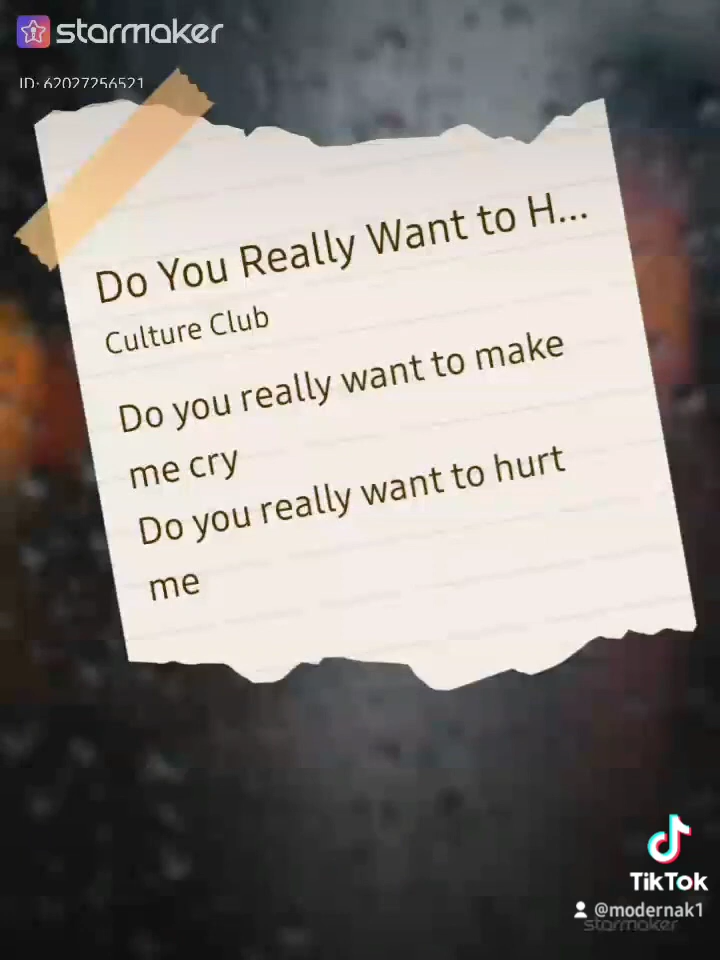 starmaker
ID: 62027256521
Do You Really Want to H...
Culture Club
Do you really want to make
me cry
Do you really want to hurt
me
TikTok
@modernak1
starmaker